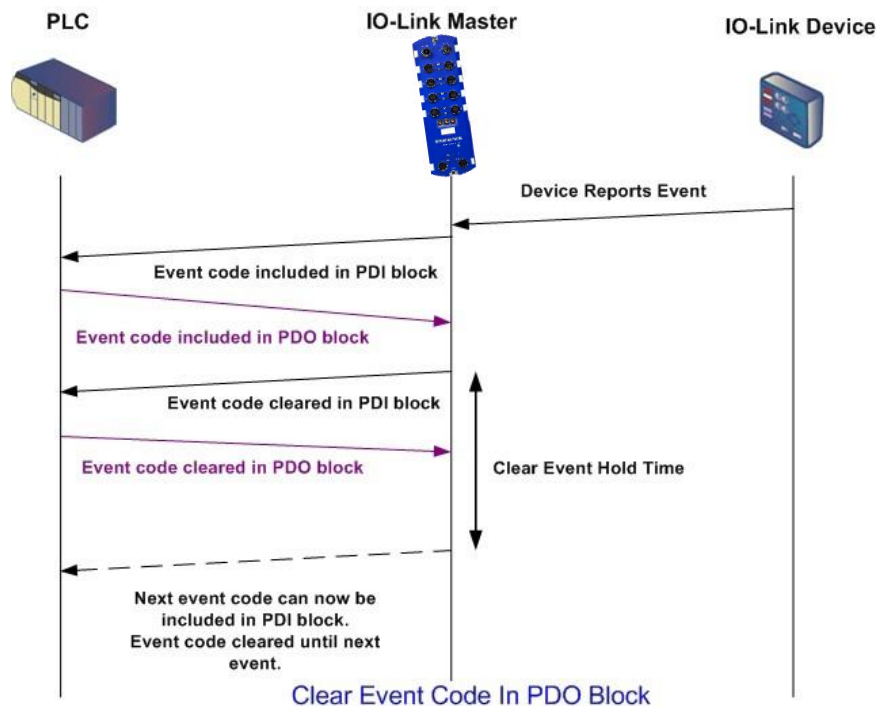 PLC
IO-Link Master
IO-Link Device
Device Reports Event
Event code included in PDI block
Event code included in PDO block
Event code cleared in PDI block
Event code cleared in PDO block
Clear Event Hold Time
Next event code can now be
included in PDI block.
Event code cleared until next
event.
Clear Event Code In PDO Block